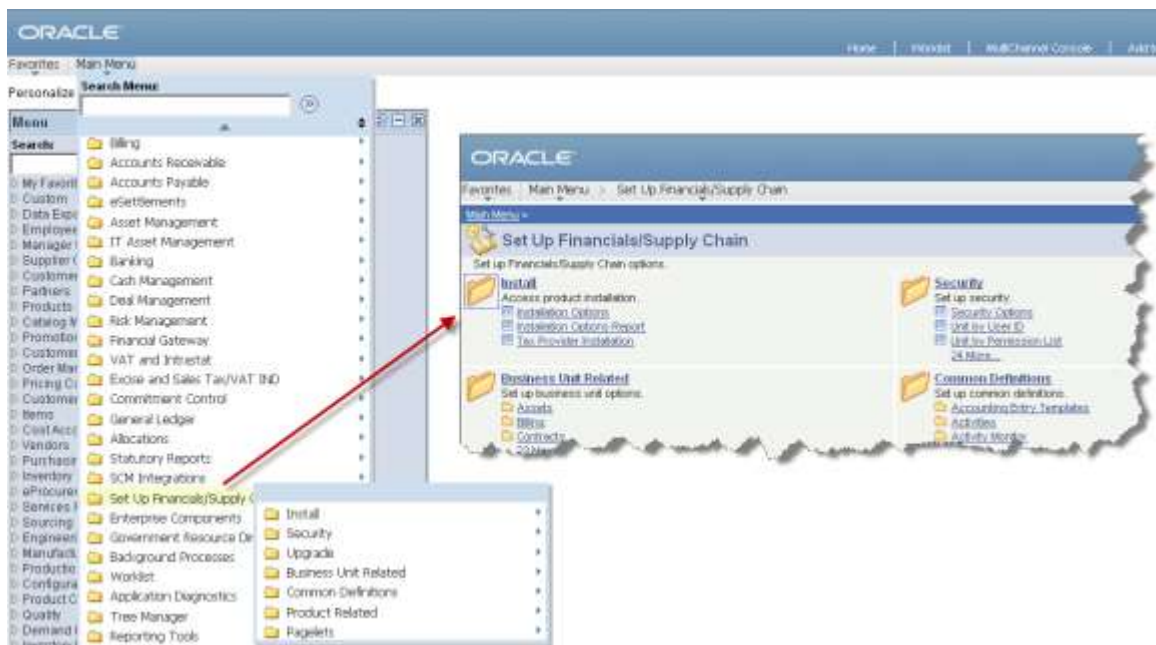 ORACLE
Home | Worklist | MultiChannel Console | Add t
Favorites Main Menu
Personalize
Search Menu:
Menu
Search:
My Favorit
Custom
Data Expo
Employee
Manager
Supplier C
Customer
Partners
Products
Catalog M
Promotion
Customer
Order Man
Pricing Co
Customer
Items
Cost Acco
Vendors
Purchasin
Inventory
eProcure
Services
Sourcing
Engineeri
Manufact
Productio
Configura
Product C
Quality
Demand
Billing
Accounts Receivable
Accounts Payable
eSettlements
Asset Management
IT Asset Management
Banking
Cash Management
Deal Management
Risk Management
Financial Gateway
VAT and Intrastat
Excise and Sales Tax/VAT IND
Commitment Control
General Ledger
Allocations
Statutory Reports
SCM Integrations
Set Up Financials/Supply
Enterprise Components
Government Resource Dir
Background Processes
Worklist
Application Diagnostics
Tree Manager
Reporting Tools
Install
Security
Upgrade
Business Unit Related
Common Definitions
Product Related
Pagelets
ORACLE
Favorites Main Menu > Set Up Financials/Supply Chain
Main Menu >
Set Up Financials/Supply Chain
Set up Financials/Supply Chain options.
Install
Access product installation
Installation Options
Installation Options Report
Tax Provider Installation
Security
Set up security.
Security Options
Unit by User ID
Unit by Permission List
24 More...
Business Unit Related
Set up business unit options.
Assets
Billing
Contracts
Common Definitions
Set up common definitions.
Accounting Entry Templates
Activities
Activity Monitor